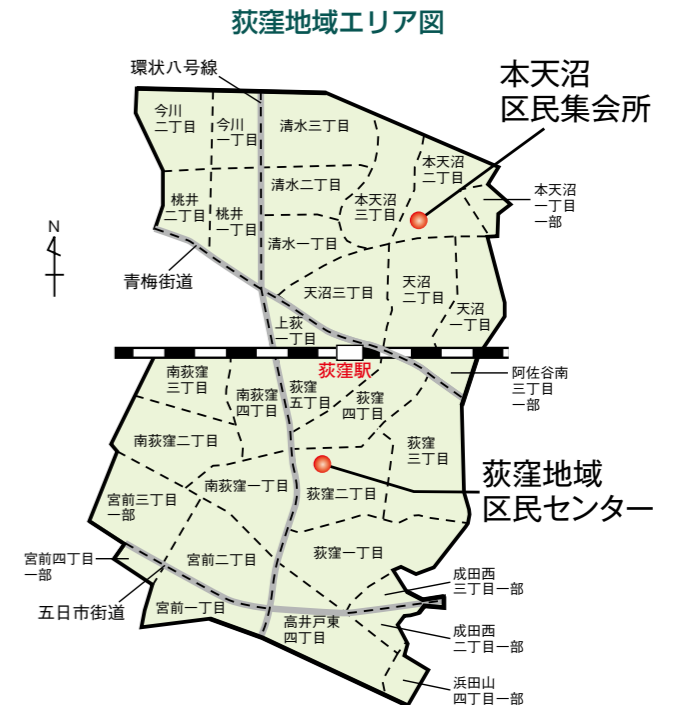 荻窪地域エリア図
環状八号線
本天沼
区民集会所
今川
二丁目
今川
一丁目
清水三丁目
本天沼
二丁目
清水二丁目
本天沼
三丁目
本天沼
一丁目
一部
桃井
二丁目
桃井
一丁目
清水一丁目
N
青梅街道
天沼三丁目
天沼
二丁目
天沼
一丁目
上荻
一丁目
荻窪駅
阿佐谷南
三丁目
一部
南荻窪
三丁目
南荻窪
四丁目
荻窪
五丁目
荻窪
四丁目
南荻窪二丁目
荻窪
三丁目
荻窪地域
区民センター
南荻窪一丁目
荻窪二丁目
宮前三丁目
一部
宮前四丁目
一部
宮前二丁目
荻窪一丁目
成田西
三丁目一部
五日市街道
宮前一丁目
高井戸東
四丁目
成田西
二丁目一部
浜田山
四丁目一部